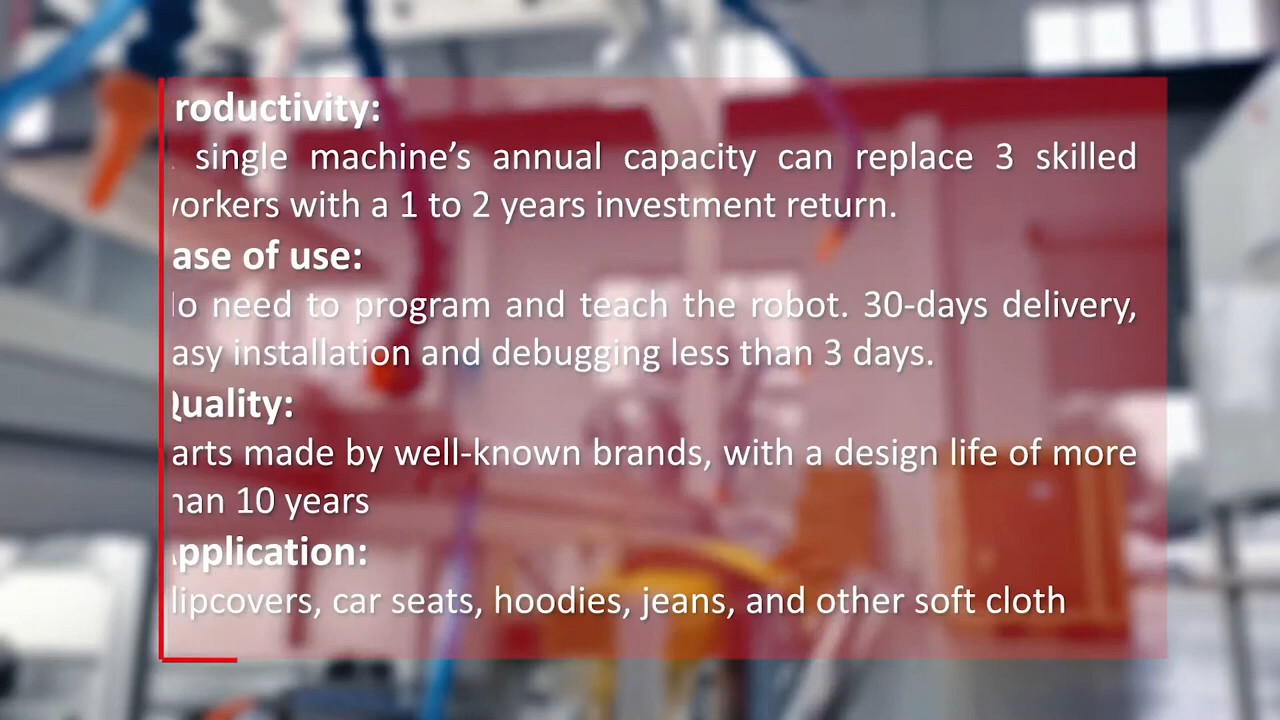 roductivity:
single machine’s annual capacity can replace 3 skilled
orkers with a 1 to 2 years investment return.
ase of use:
o need to program and teach the robot. 30-days delivery,
asy installation and debugging less than 3 days.
Quality:
arts made by well-known brands, with a design life of more
han 10 years
pplication:
lipcovers, car seats, hoodies, jeans, and other soft cloth